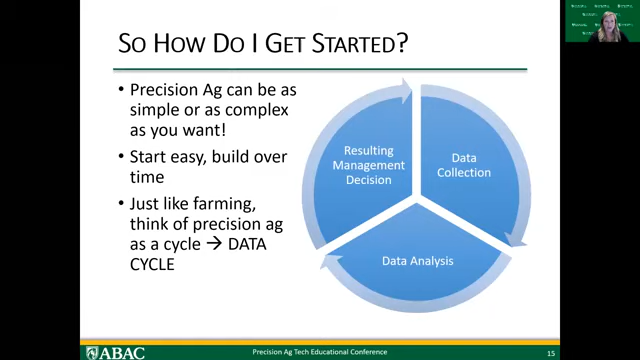 SO HOW DO I GET STARTED?
• Precision Ag can be as
simple or as complex
as you want!
• Start easy, build over
time
• Just like farming,
think of precision ag
as a cycle → DATA
CYCLE
Resulting
Management
Decision
Data
Collection
Data Analysis
ABAC
Precision Ag Tech Educational Conference
15